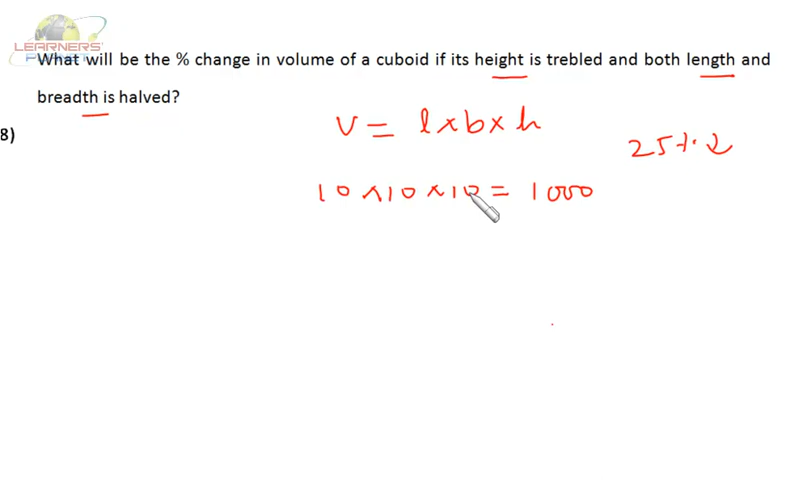 LEARNERS'
PLANET
What will be the % change in volume of a cuboid if its height is trebled and both length and
breadth is halved?
8)
V = l × b × h
25% ↓
10 × 10 × 10 = 1000